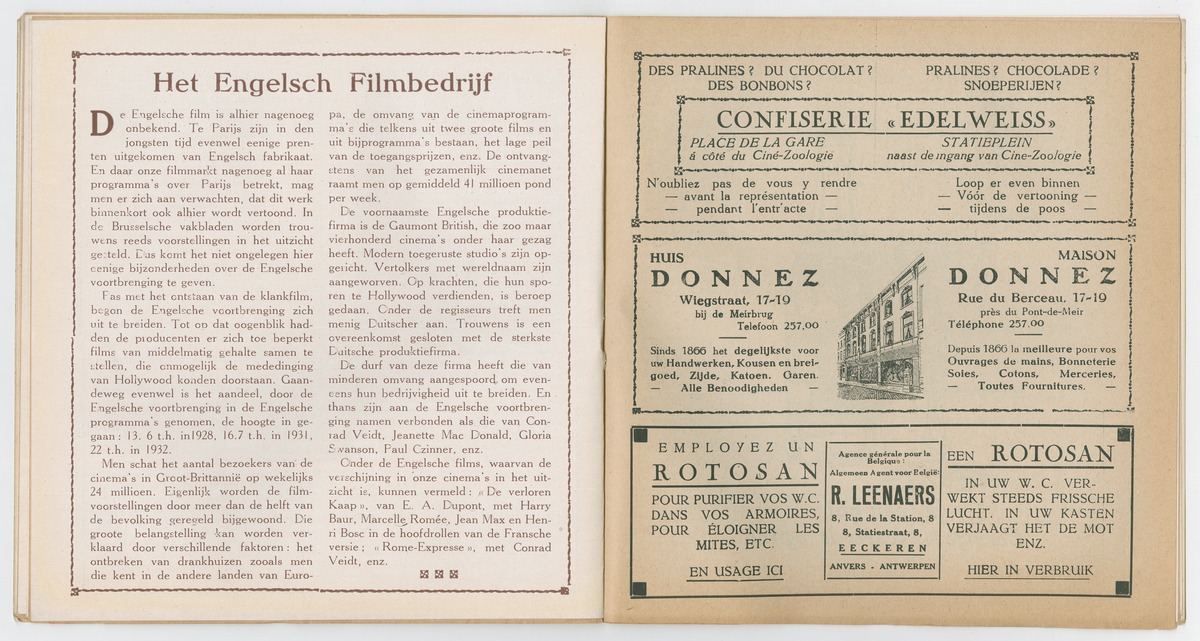 Het Engelsch Filmbedrijf
De Engelsche film is alhier nagenoeg
onbekend. Te Parijs zijn in den
jongsten tijd evenwel eenige pren-
ten uitgekomen van Engelsch fabrikaat.
En daar onze filmmarkt nagenoeg al haar
programma's over Parijs betrekt, mag
men er zich aan verwachten, dat dit werk
binnenkort ook alhier wordt vertoond. In
de Brusselsche vakbladen worden trou-
wens reeds voorstellingen in het uitzicht
gesteld. Dus komt het niet ongelegen hier
eenige bijzonderheden over de Engelsche
voortbrenging te geven.
Pas met het ontstaan van de klankfilm,
begon de Engelsche voortbrenging zich
uit te breiden. Tot op dat oogenblik had-
den de producenten er zich toe beperkt
films van middelmatig gehalte samen te
stellen, die onmogelijk de mededinging
van Hollywood konden doorstaan. Gaan-
deweg evenwel is het aandeel, door de
Engelsche voortbrenging in de Engelsche
programma's genomen, de hoogte in ge-
gaan : 13. 6 t.h. in1928, 16.7 t.h. in 1931,
22 t.h. in 1932.
Men schat het aantal bezoekers van de
cinema's in Groot-Brittannië op wekelijks
24 millioen. Eigenlijk worden de film-
voorstellingen door meer dan de helft van
de bevolking geregeld bijgewoond. Die
groote belangstelling kan worden ver-
klaard door verschillende faktoren : het
ontbreken van drankhuizen zooals men
die kent in de andere landen van Euro-
pa, de omvang van de cinemaprogram-
ma's die telkens uit twee groote films en
uit bijprogramma's bestaan, het lage peil
van de toegangsprijzen, enz. De ontvang-
stens van het gezamenlijk cinemanet
raamt men op gemiddeld 41 millioen pond
per week.
De voornaamste Engelsche produktie-
firma is de Gaumont British, die zoo maar
vierhonderd cinema's onder haar gezag
heeft. Modern toegeruste studio's zijn op-
gericht. Vertolkers met wereldnaam zijn
aangeworven. Op krachten, die hun spo-
ren te Hollywood verdienden, is beroep
gedaan. Onder de regisseurs treft men
menig Duitscher aan. Trouwens is een
overeenkomst gesloten met de sterkste
Duitsche produktiefirma.
De durf van deze firma heeft die van
minderen omvang aangespoord, om even-
eens hun bedrijvigheid uit te breiden. En
thans zijn aan de Engelsche voortbren-
ging namen verbonden als die van Con-
rad Veidt, Jeanette Mac Donald, Gloria
Swanson, Paul Czinner, enz.
Onder de Engelsche films, waarvan de
verschijning in onze cinema's in het uit-
zicht is, kunnen vermeld : « De verloren
Kaap », van E. A. Dupont, met Harry
Baur, Marcelle Romée, Jean Max en Hen-
ri Bosc in de hoofdrollen van de Fransche
versie ; « Rome-Expresse », met Conrad
Veidt, enz.
DES PRALINES ? DU CHOCOLAT ?
DES BONBONS ?
PRALINES ? CHOCOLADE ?
SNOEPERIJEN ?
CONFISERIE « EDELWEISS »
PLACE DE LA GARE
á côté du Ciné-Zoologie
STATIEPLEIN
naast de ingang van Cine-Zoologie
N'oubliez pas de vous y rendre
— avant la représentation —
— pendant l'entr'acte —
Loop er even binnen
— Vóór de vertooning —
— tijdens de poos —
HUIS
DONNEZ
Wiegstraat, 17-19
bij de Meirbrug
Telefoon 257,00
Sinds 1866 het degelijkste voor
uw Handwerken, Kousen en brei-
goed, Zijde, Katoen. Garen.
— Alle Benoodigheden —
MAISON
DONNEZ
Rue du Berceau, 17-19
près du Pont-de-Meir
Téléphone 257.00
Depuis 1866 la meilleure pour vos
Ouvrages de mains, Bonneterie
Soies, Cotons, Merceries,
— Toutes Fournitures. —
EMPLOYEZ UN
ROTOSAN
POUR PURIFIER VOS W.C.
DANS VOS ARMOIRES,
POUR ÉLOIGNER LES
MITES, ETC.
EN USAGE ICI
Agence générale pour la
Belgique :
Algemeen Agent voor België:
R. LEENAERS
8, Rue de la Station, 8
8, Statiestraat, 8,
EECKEREN
ANVERS - ANTWERPEN
EEN ROTOSAN
IN UW W. C. VER-
WEKT STEEDS FRISSCHE
LUCHT. IN UW KASTEN
VERJAAGT HET DE MOT
ENZ.
HIER IN VERBRUIK